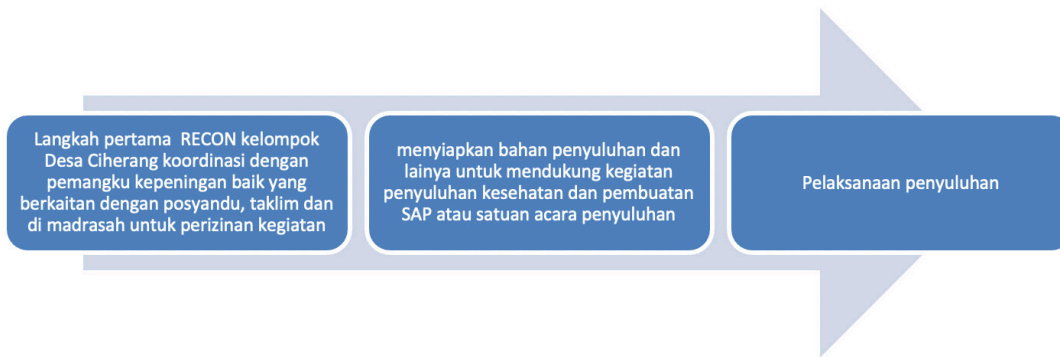 Langkah pertama  RECON kelompok
Desa Ciherang koordinasi dengan
pemangku kepeningan baik yang
berkaitan dengan posyandu, taklim dan
di madrasah untuk perizinan kegiatan
menyiapkan bahan penyuluhan dan
lainya untuk mendukung kegiatan
penyuluhan kesehatan dan pembuatan
SAP atau satuan acara penyuluhan
Pelaksanaan penyuluhan